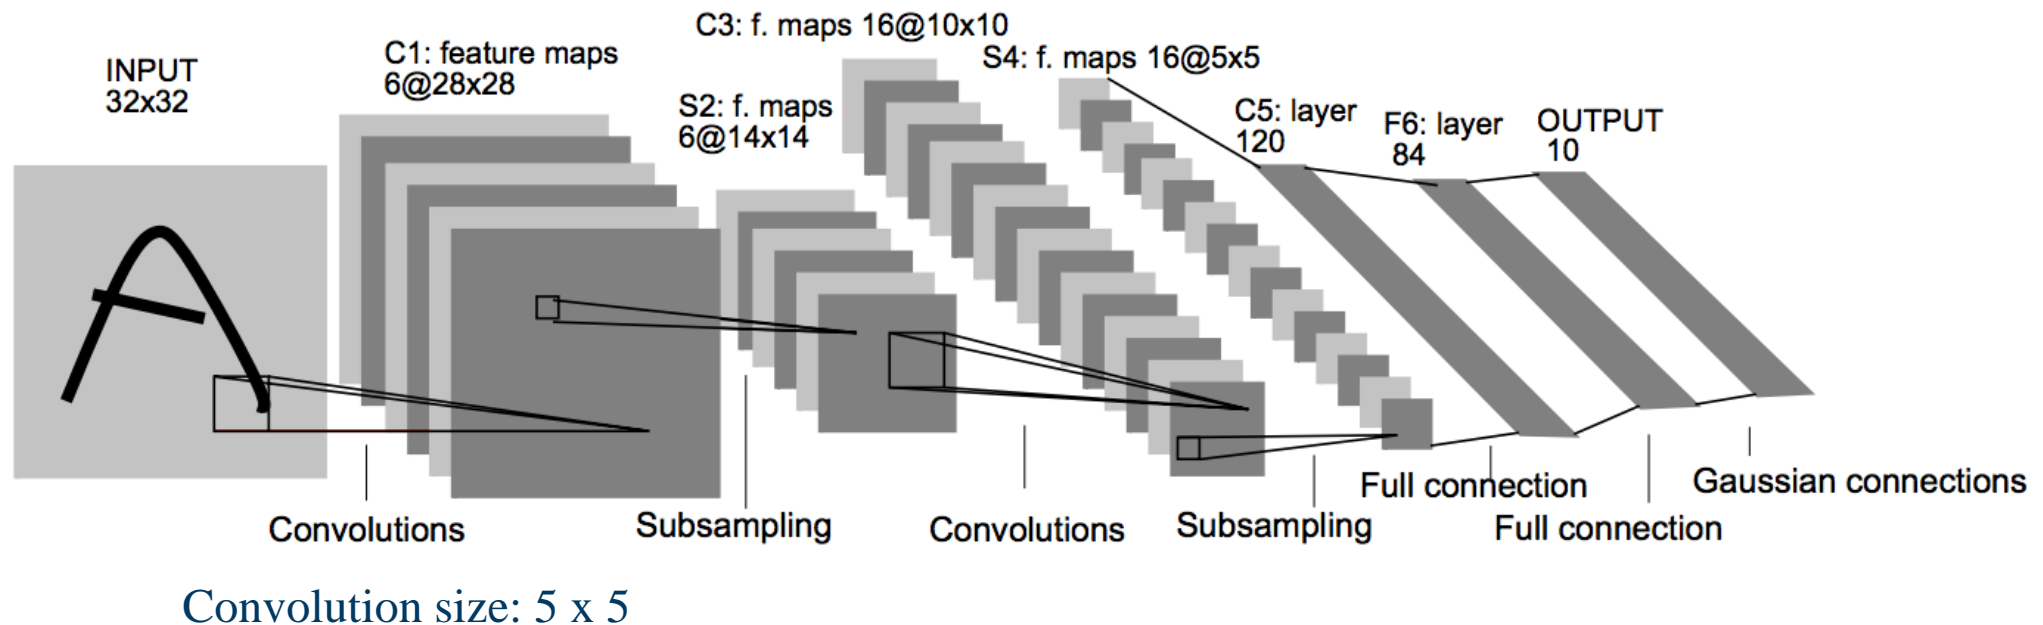 INPUT
32x32
C1: feature maps
6@28x28
S2: f. maps
6@14x14
C3: f. maps 16@10x10
S4: f. maps 16@5x5
C5: layer
120
F6: layer
84
OUTPUT
10
Convolutions
Subsampling
Convolutions
Subsampling
Full connection
Full connection
Gaussian connections
Convolution size: 5 x 5